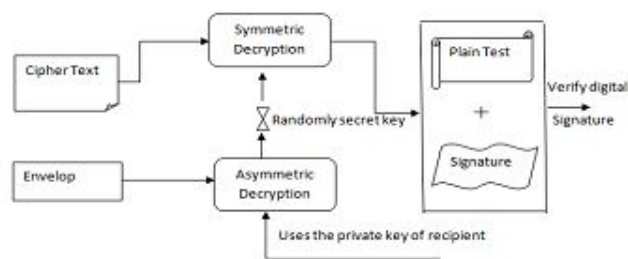 Symmetric
Decryption
Cipher Text
Plain Test
Verify digital
Randomly secret key
+
Signature
Envelop
Asymmetric
Decryption
Signature
Uses the private key of recipient